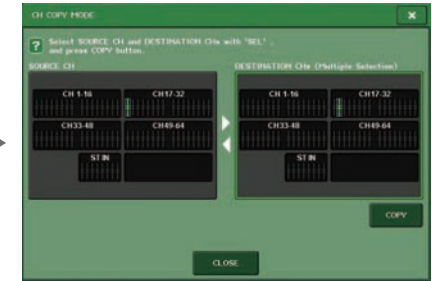 CH COPY MODE
?
Select SOURCE CH and DESTINATION CHs with "SEL" ,
and press COPY button.
SOURCE CH
DESTINATION CHs (Multiple Selection)
CH 1-16 CH17-32
CH33-48 CH49-64
ST IN
CH 1-16 CH17-32
CH33-48 CH49-64
ST IN
COPY
CLOSE